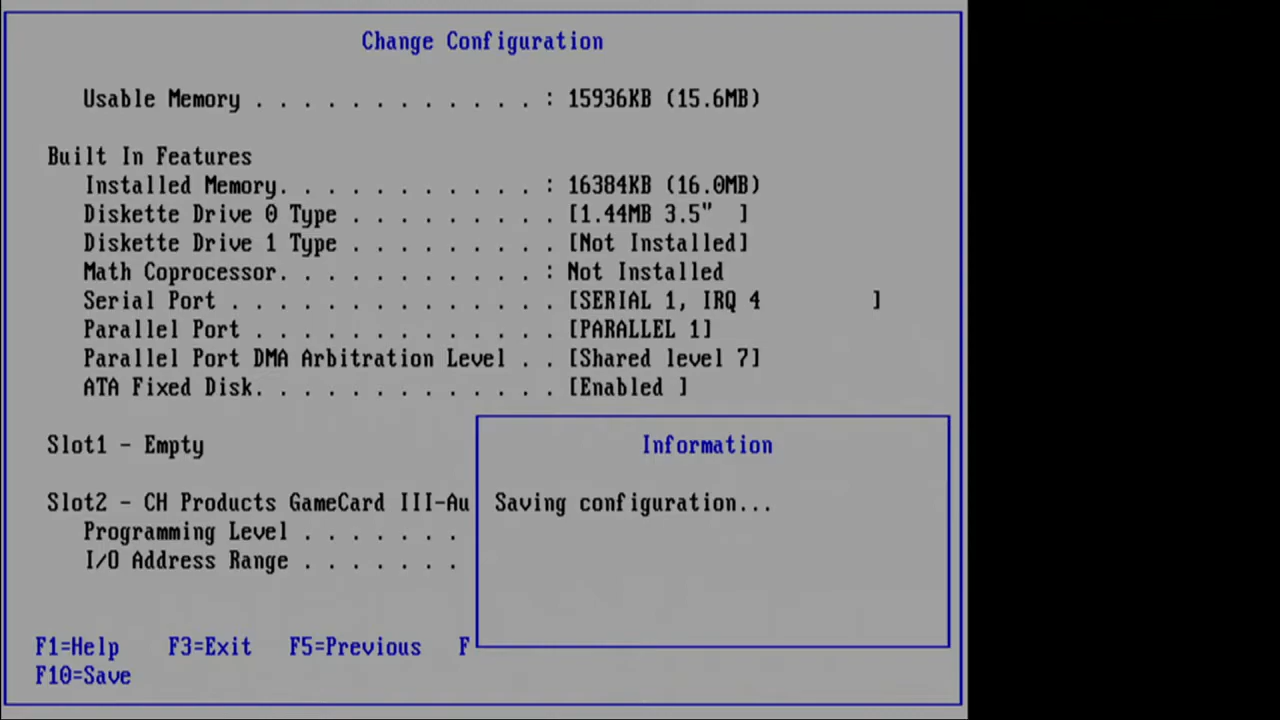 Change Configuration
Usable Memory . . . . . . . . . . . . : 15936KB (15.6MB)
Built In Features
Installed Memory. . . . . . . . . . . : 16384KB (16.0MB)
Diskette Drive 0 Type . . . . . . . . . [1.44MB 3.5"  ]
Diskette Drive 1 Type . . . . . . . . . [Not Installed]
Math Coprocessor. . . . . . . . . . . : Not Installed
Serial Port . . . . . . . . . . . . . . [SERIAL 1, IRQ 4         ]
Parallel Port . . . . . . . . . . . . . [PARALLEL 1]
Parallel Port DMA Arbitration Level . . [Shared level 7]
ATA Fixed Disk. . . . . . . . . . . . . [Enabled ]
Slot1 - Empty
Slot2 - CH Products GameCard III-Au
Programming Level . . . . . . .
I/O Address Range . . . . . . .
Information
Saving configuration...
F1=Help    F3=Exit   F5=Previous   F
F10=Save